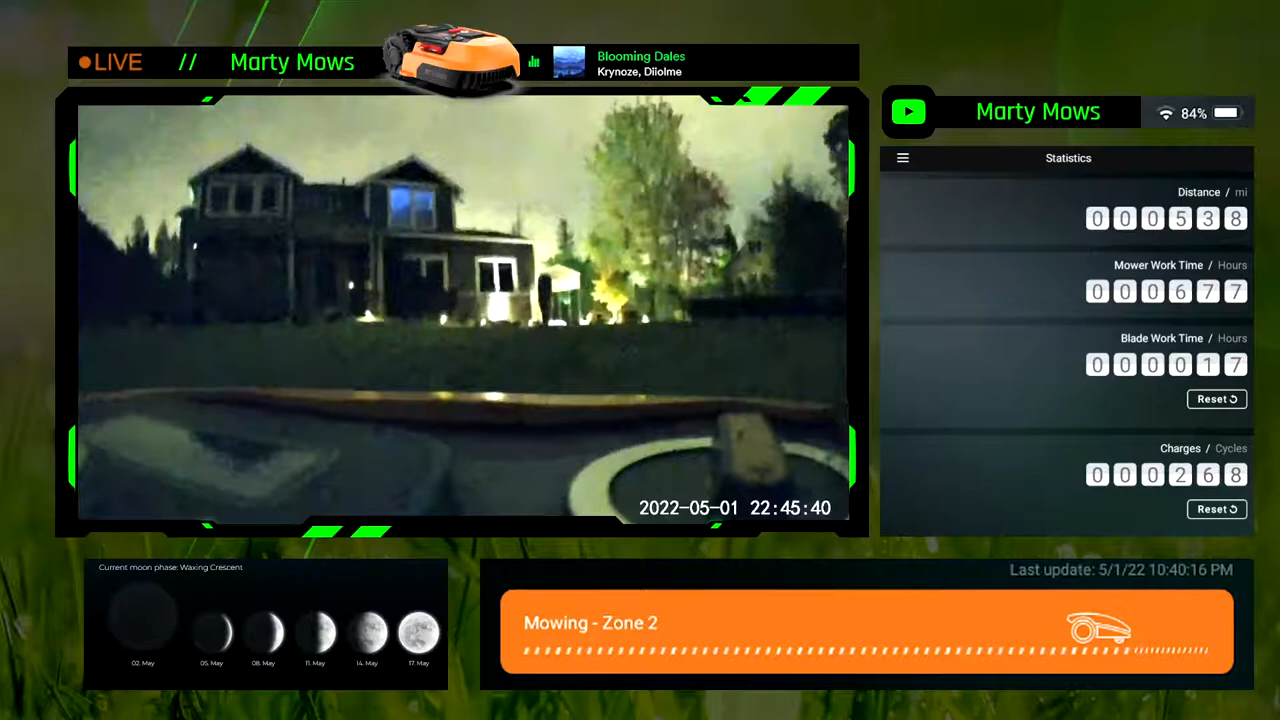 LIVE // Marty Mows
Blooming Dales
Krynoze, Diiolme
Marty Mows
84%
Statistics
Distance / mi
000538
Mower Work Time / Hours
000677
Blade Work Time / Hours
000017
Reset
Charges / Cycles
000268
Reset
2022-05-01 22:45:40
Current moon phase: Waxing Crescent
02. May 05. May 08. May 11. May 14. May 17. May
Last update: 5/1/22 10:40:16 PM
Mowing - Zone 2